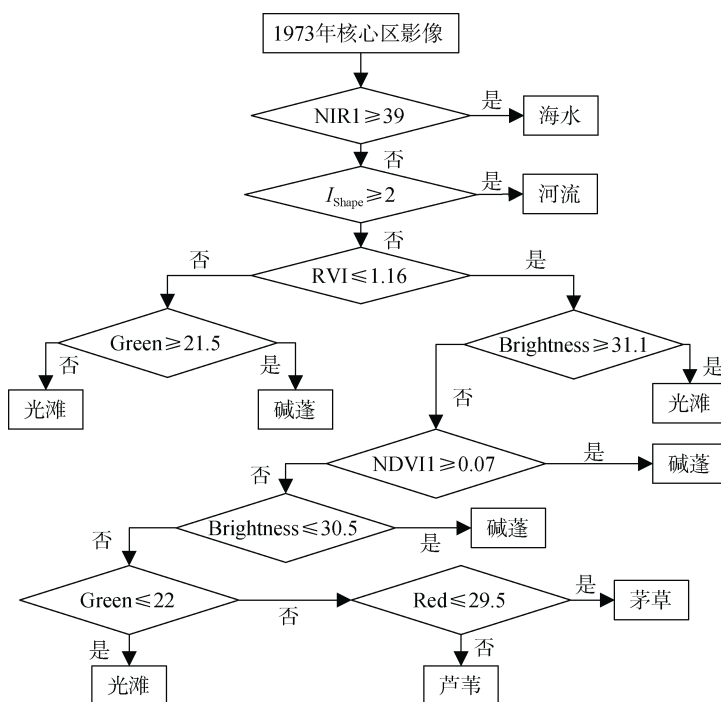 1973年核心区影像
NIR1≥39
是
海水
否
IShape≥2
是
河流
否
RVI≤1.16
否
是
Green≥21.5
Brightness≥31.1
否
是
是
光滩
碱蓬
否
光滩
NDVI1≥0.07
是
碱蓬
否
Brightness≤30.5
碱蓬
否
是
Green≤22
Red≤29.5
是
茅草
否
是
否
光滩
芦苇